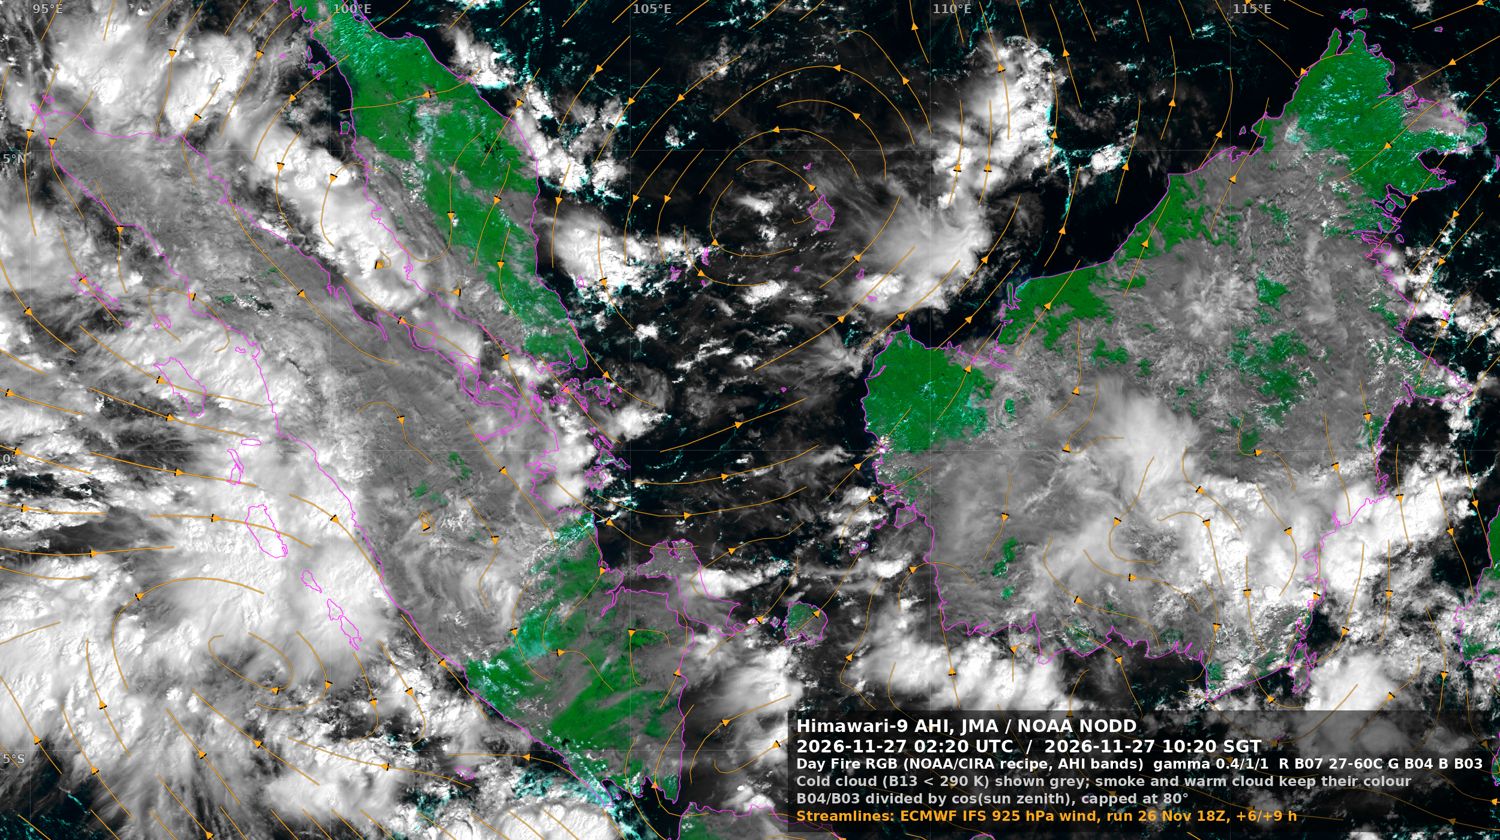 95°E 100°E 105°E 110°E 115°E
5°N
0°
5°S
Himawari-9 AHI, JMA / NOAA NODD
2026-11-27 02:20 UTC / 2026-11-27 10:20 SGT
Day Fire RGB (NOAA/CIRA recipe, AHI bands) gamma 0.4/1/1 R B07 27-60C G B04 B B03
Cold cloud (B13 < 290 K) shown grey; smoke and warm cloud keep their colour
B04/B03 divided by cos(sun zenith), capped at 80°
Streamlines: ECMWF IFS 925 hPa wind, run 26 Nov 18Z, +6/+9 h